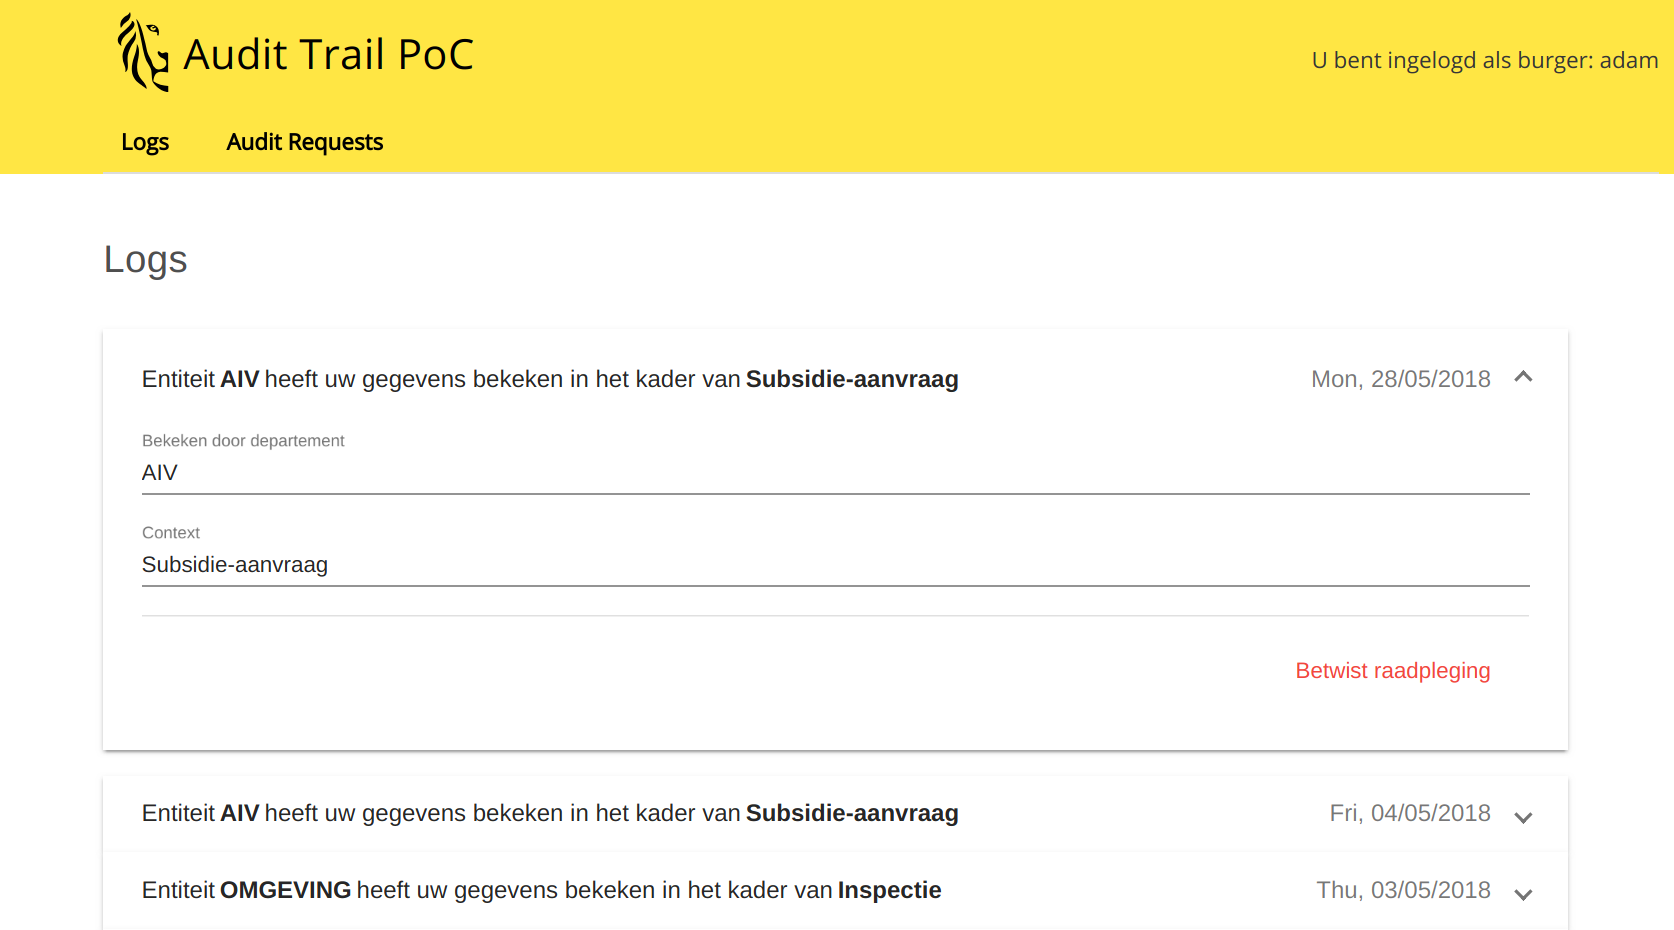 Audit Trail PoC
U bent ingelogd als burger: adam
Logs
Audit Requests
Logs
Entiteit AIV heeft uw gegevens bekeken in het kader van Subsidie-aanvraag
Mon, 28/05/2018
Bekeken door departement
AIV
Context
Subsidie-aanvraag
Betwist raadpleging
Entiteit AIV heeft uw gegevens bekeken in het kader van Subsidie-aanvraag
Fri, 04/05/2018
Entiteit OMGEVING heeft uw gegevens bekeken in het kader van Inspectie
Thu, 03/05/2018